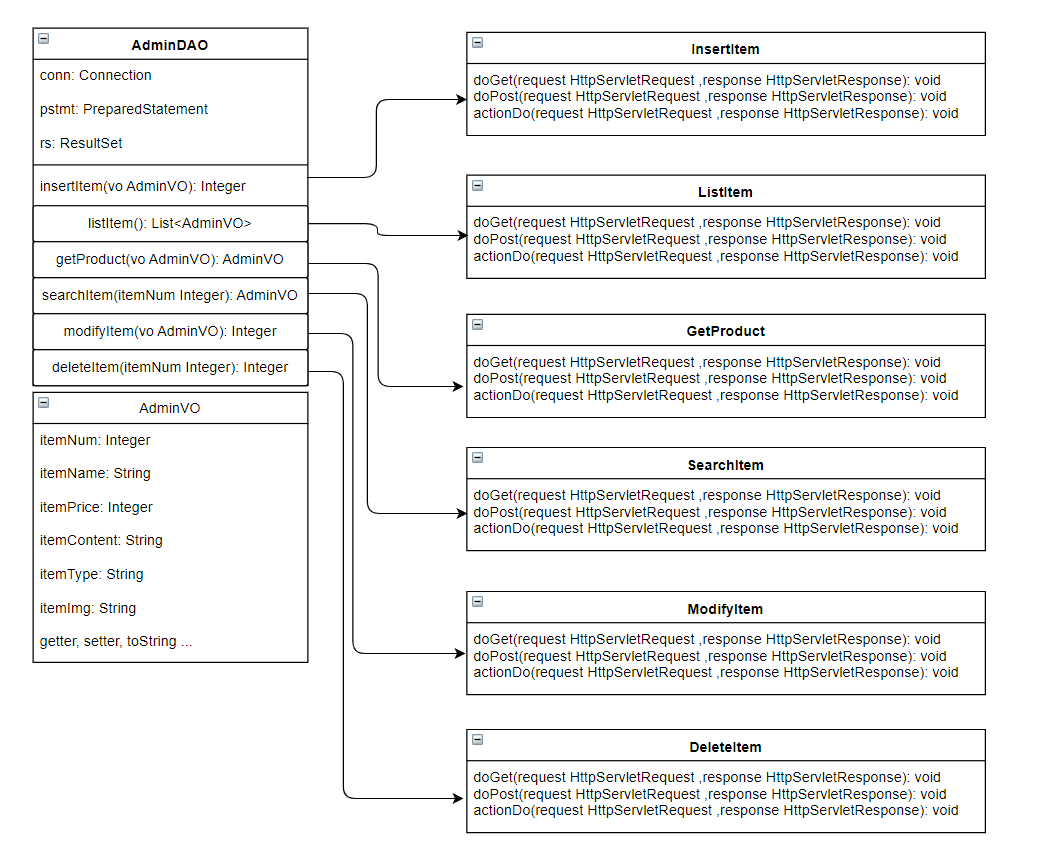 AdminDAO
conn: Connection
pstmt: PreparedStatement
rs: ResultSet
insertItem(vo AdminVO): Integer
listItem(): List<AdminVO>
getProduct(vo AdminVO): AdminVO
searchItem(itemNum Integer): AdminVO
modifyItem(vo AdminVO): Integer
deleteItem(itemNum Integer): Integer
AdminVO
itemNum: Integer
itemName: String
itemPrice: Integer
itemContent: String
itemType: String
itemImg: String
getter, setter, toString ...
InsertItem
doGet(request HttpServletRequest ,response HttpServletResponse): void
doPost(request HttpServletRequest ,response HttpServletResponse): void
actionDo(request HttpServletRequest ,response HttpServletResponse): void
ListItem
doGet(request HttpServletRequest ,response HttpServletResponse): void
doPost(request HttpServletRequest ,response HttpServletResponse): void
actionDo(request HttpServletRequest ,response HttpServletResponse): void
GetProduct
doGet(request HttpServletRequest ,response HttpServletResponse): void
doPost(request HttpServletRequest ,response HttpServletResponse): void
actionDo(request HttpServletRequest ,response HttpServletResponse): void
SearchItem
doGet(request HttpServletRequest ,response HttpServletResponse): void
doPost(request HttpServletRequest ,response HttpServletResponse): void
actionDo(request HttpServletRequest ,response HttpServletResponse): void
ModifyItem
doGet(request HttpServletRequest ,response HttpServletResponse): void
doPost(request HttpServletRequest ,response HttpServletResponse): void
actionDo(request HttpServletRequest ,response HttpServletResponse): void
DeleteItem
doGet(request HttpServletRequest ,response HttpServletResponse): void
doPost(request HttpServletRequest ,response HttpServletResponse): void
actionDo(request HttpServletRequest ,response HttpServletResponse): void